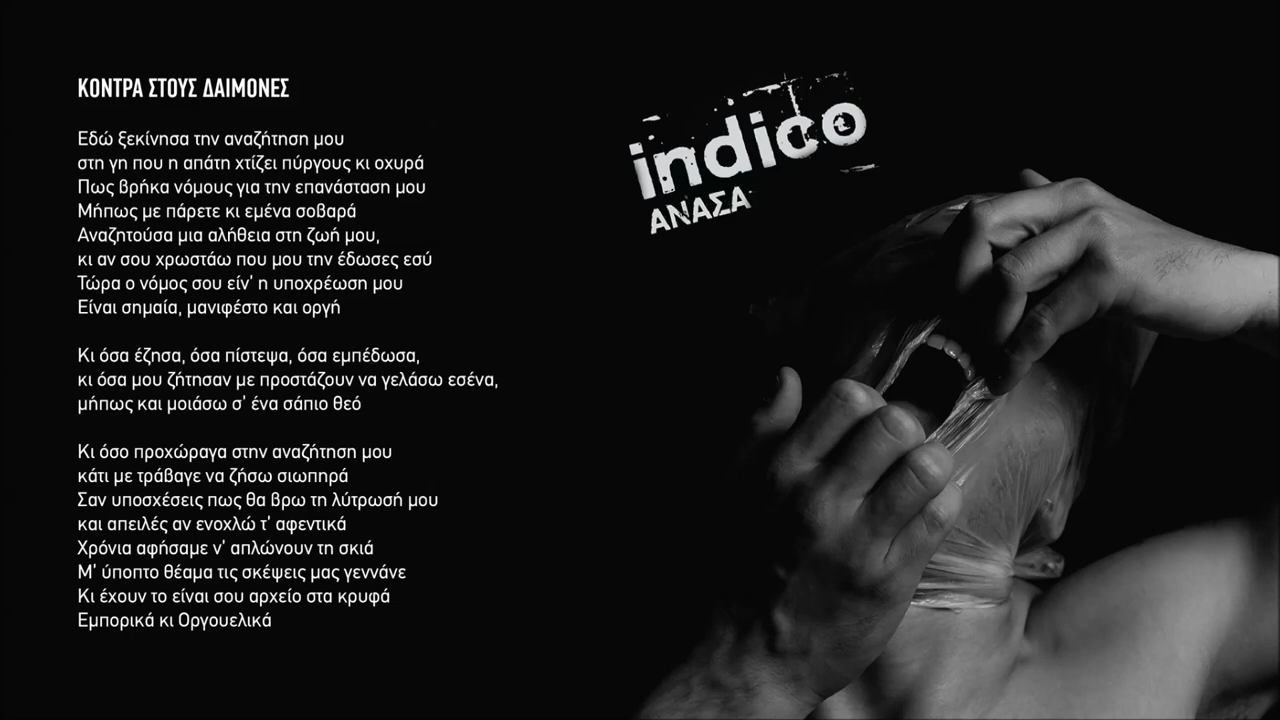 ΚΟΝΤΡΑ ΣΤΟΥΣ ΔΑΙΜΟΝΕΣ
Εδώ ξεκίνησα την αναζήτηση μου
στη γη που η απάτη χτίζει πύργους κι οχυρά
Πως βρήκα νόμους για την επανάσταση μου
Μήπως με πάρετε κι εμένα σοβαρά
Αναζητούσα μια αλήθεια στη ζωή μου,
κι αν σου χρωστάω που μου την έδωσες εσύ
Τώρα ο νόμος σου είν’ η υποχρέωση μου
Είναι σημαία, μανιφέστο και οργή
Κι όσα έζησα, όσα πίστεψα, όσα εμπέδωσα,
κι όσα μου ζήτησαν με προστάζουν να γελάσω εσένα,
μήπως και μοιάσω σ’ ένα σάπιο θεό
Κι όσο προχώραγα στην αναζήτηση μου
κάτι με τράβαγε να ζήσω σιωπηρά
Σαν υποσχέσεις πως θα βρω τη λύτρωσή μου
και απειλές αν ενοχλώ τ’ αφεντικά
Χρόνια αφήσαμε ν’ απλώνουν τη σκιά
Μ’ ύποπτο θέαμα τις σκέψεις μας γεννάνε
Κι έχουν το είναι σου αρχείο στα κρυφά
Εμπορικά κι Οργουελικά
indico
ΑΝΑΣΑ